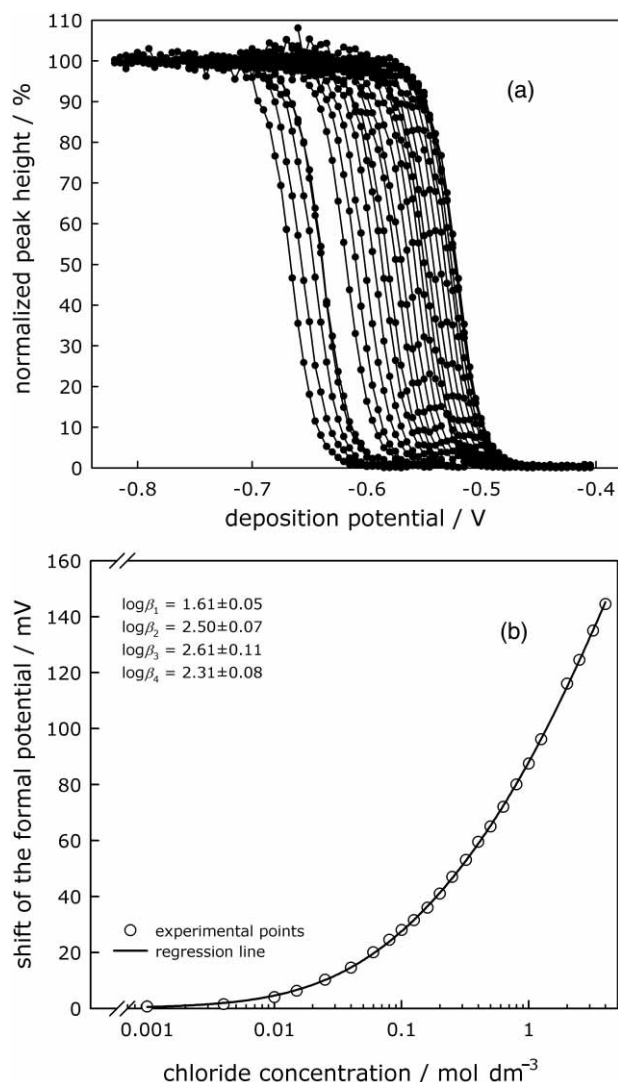 110
100
90
80
70
60
50
40
30
20
10
0
normalized peak height / %
(a)
-0.8 -0.7 -0.6 -0.5 -0.4
deposition potential / V
160
140
120
100
80
60
40
20
0
shift of the formal potential / mV
logβ₁ = 1.61±0.05
logβ₂ = 2.50±0.07
logβ₃ = 2.61±0.11
logβ₄ = 2.31±0.08
(b)
experimental points
regression line
0.001 0.01 0.1 1
chloride concentration / mol dm⁻³